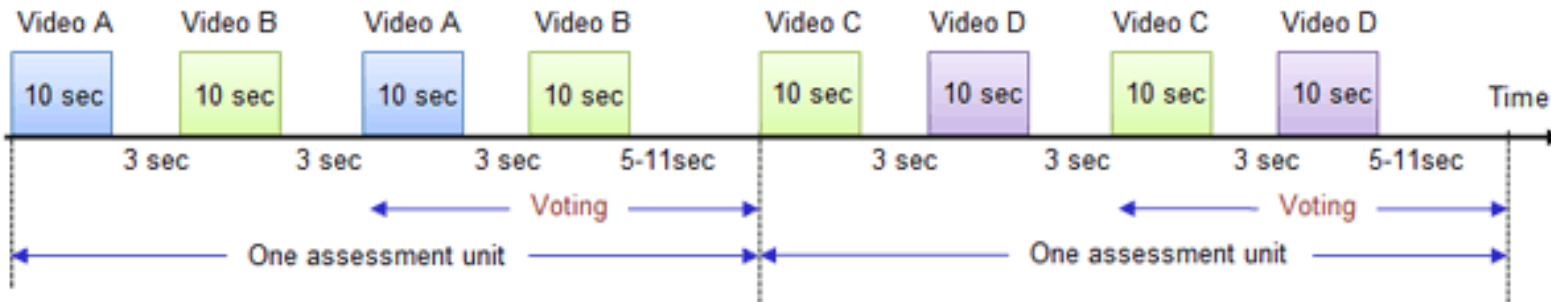 Video A Video B Video A Video B Video C Video D Video C Video D
10 sec 10 sec 10 sec 10 sec 10 sec 10 sec 10 sec 10 sec Time
3 sec 3 sec 3 sec 5-11sec 3 sec 3 sec 3 sec 5-11sec
Voting Voting
One assessment unit One assessment unit